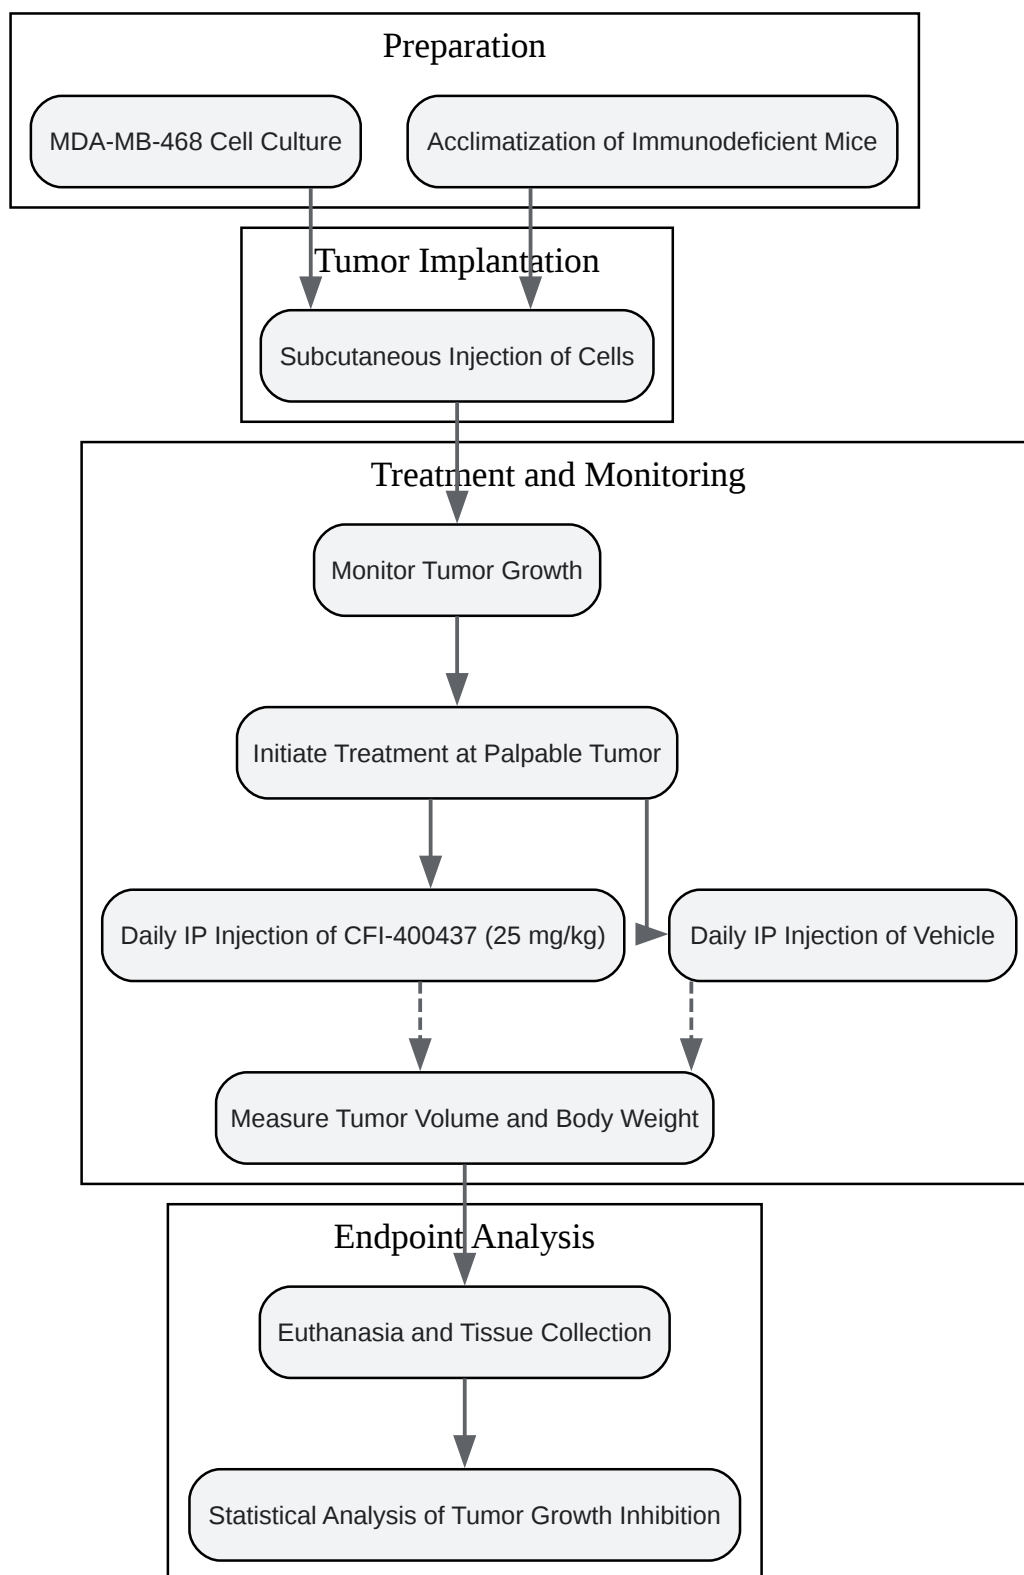 Preparation
MDA-MB-468 Cell Culture
Acclimatization of Immunodeficient Mice
Tumor Implantation
Subcutaneous Injection of Cells
Treatment and Monitoring
Monitor Tumor Growth
Initiate Treatment at Palpable Tumor
Daily IP Injection of CFI-400437 (25 mg/kg)
Daily IP Injection of Vehicle
Measure Tumor Volume and Body Weight
Endpoint Analysis
Euthanasia and Tissue Collection
Statistical Analysis of Tumor Growth Inhibition